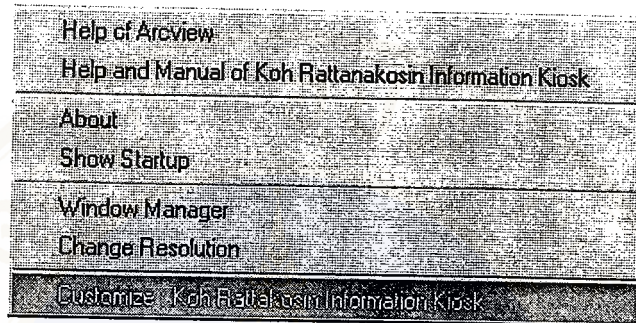 Help of Arcview
Help and Manual of Koh Rattanakosin Information Kiosk
About
Show Startup
Window Manager
Change Resolution
Customize Koh Rattakosin Information Kiosk